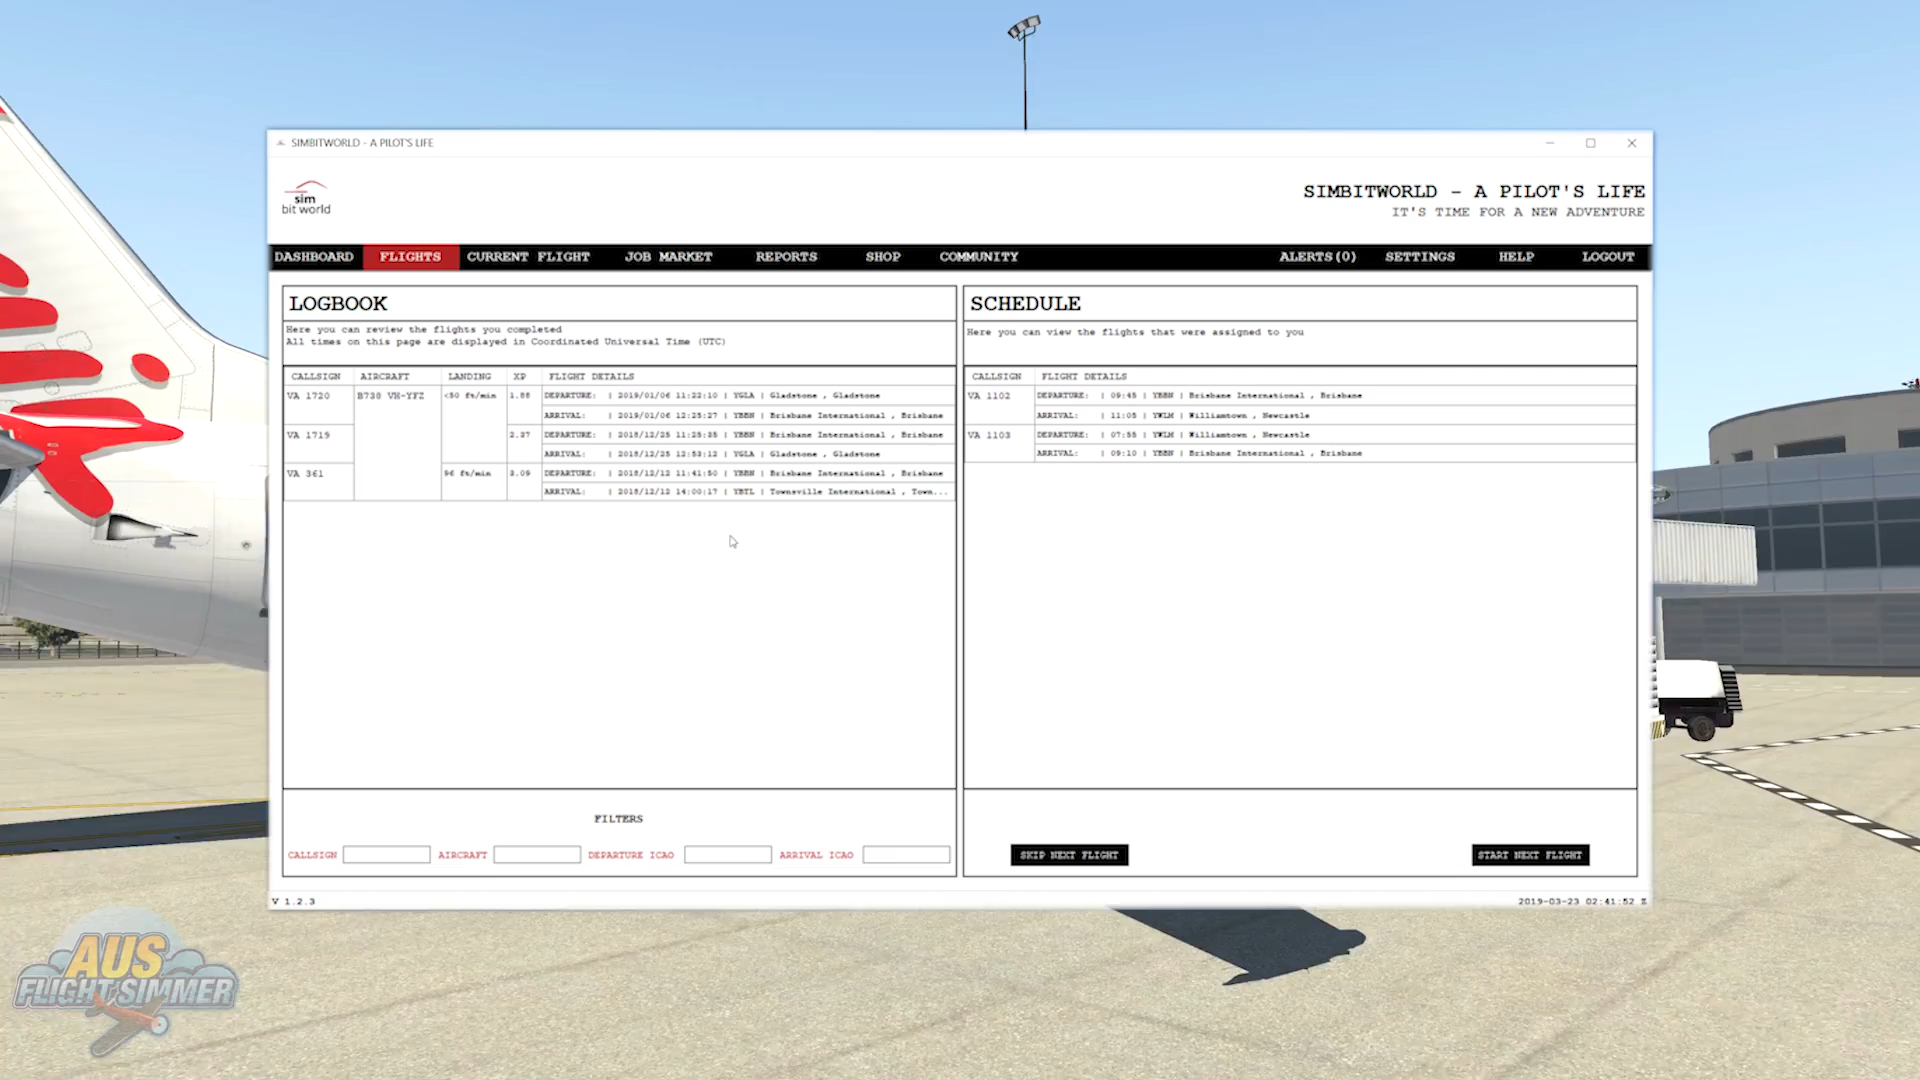 SIMBITWORLD - A PILOT'S LIFE
sim
bit world
SIMBITWORLD - A PILOT'S LIFE
IT'S TIME FOR A NEW ADVENTURE
DASHBOARD FLIGHTS CURRENT FLIGHT JOB MARKET REPORTS SHOP COMMUNITY ALERTS(0) SETTINGS HELP LOGOUT
LOGBOOK
Here you can review the flights you completed
All times on this page are displayed in Coordinated Universal Time (UTC)
CALLSIGN AIRCRAFT LANDING XP FLIGHT DETAILS
VA 1720 B738 VH-YFZ <50 ft/min 1.88 DEPARTURE: | 2019/01/06 11:22:10 | YGLA | Gladstone , Gladstone
ARRIVAL: | 2019/01/06 12:25:27 | YBBN | Brisbane International , Brisbane
VA 1719 2.37 DEPARTURE: | 2018/12/25 11:25:35 | YBBN | Brisbane International , Brisbane
ARRIVAL: | 2018/12/25 12:53:12 | YGLA | Gladstone , Gladstone
VA 361 96 ft/min 3.09 DEPARTURE: | 2018/12/12 11:41:50 | YBBN | Brisbane International , Brisbane
ARRIVAL: | 2018/12/12 14:00:17 | YBTL | Townsville International , Town...
FILTERS
CALLSIGN AIRCRAFT DEPARTURE ICAO ARRIVAL ICAO
SCHEDULE
Here you can view the flights that were assigned to you
CALLSIGN FLIGHT DETAILS
VA 1102 DEPARTURE: | 09:45 | YBBN | Brisbane International , Brisbane
ARRIVAL: | 11:05 | YWLM | Williamtown , Newcastle
VA 1103 DEPARTURE: | 07:55 | YWLM | Williamtown , Newcastle
ARRIVAL: | 09:10 | YBBN | Brisbane International , Brisbane
SKIP NEXT FLIGHT START NEXT FLIGHT
V 1.2.3
2019-03-23 02:41:52 Z
AUS
FLIGHT SIMMER